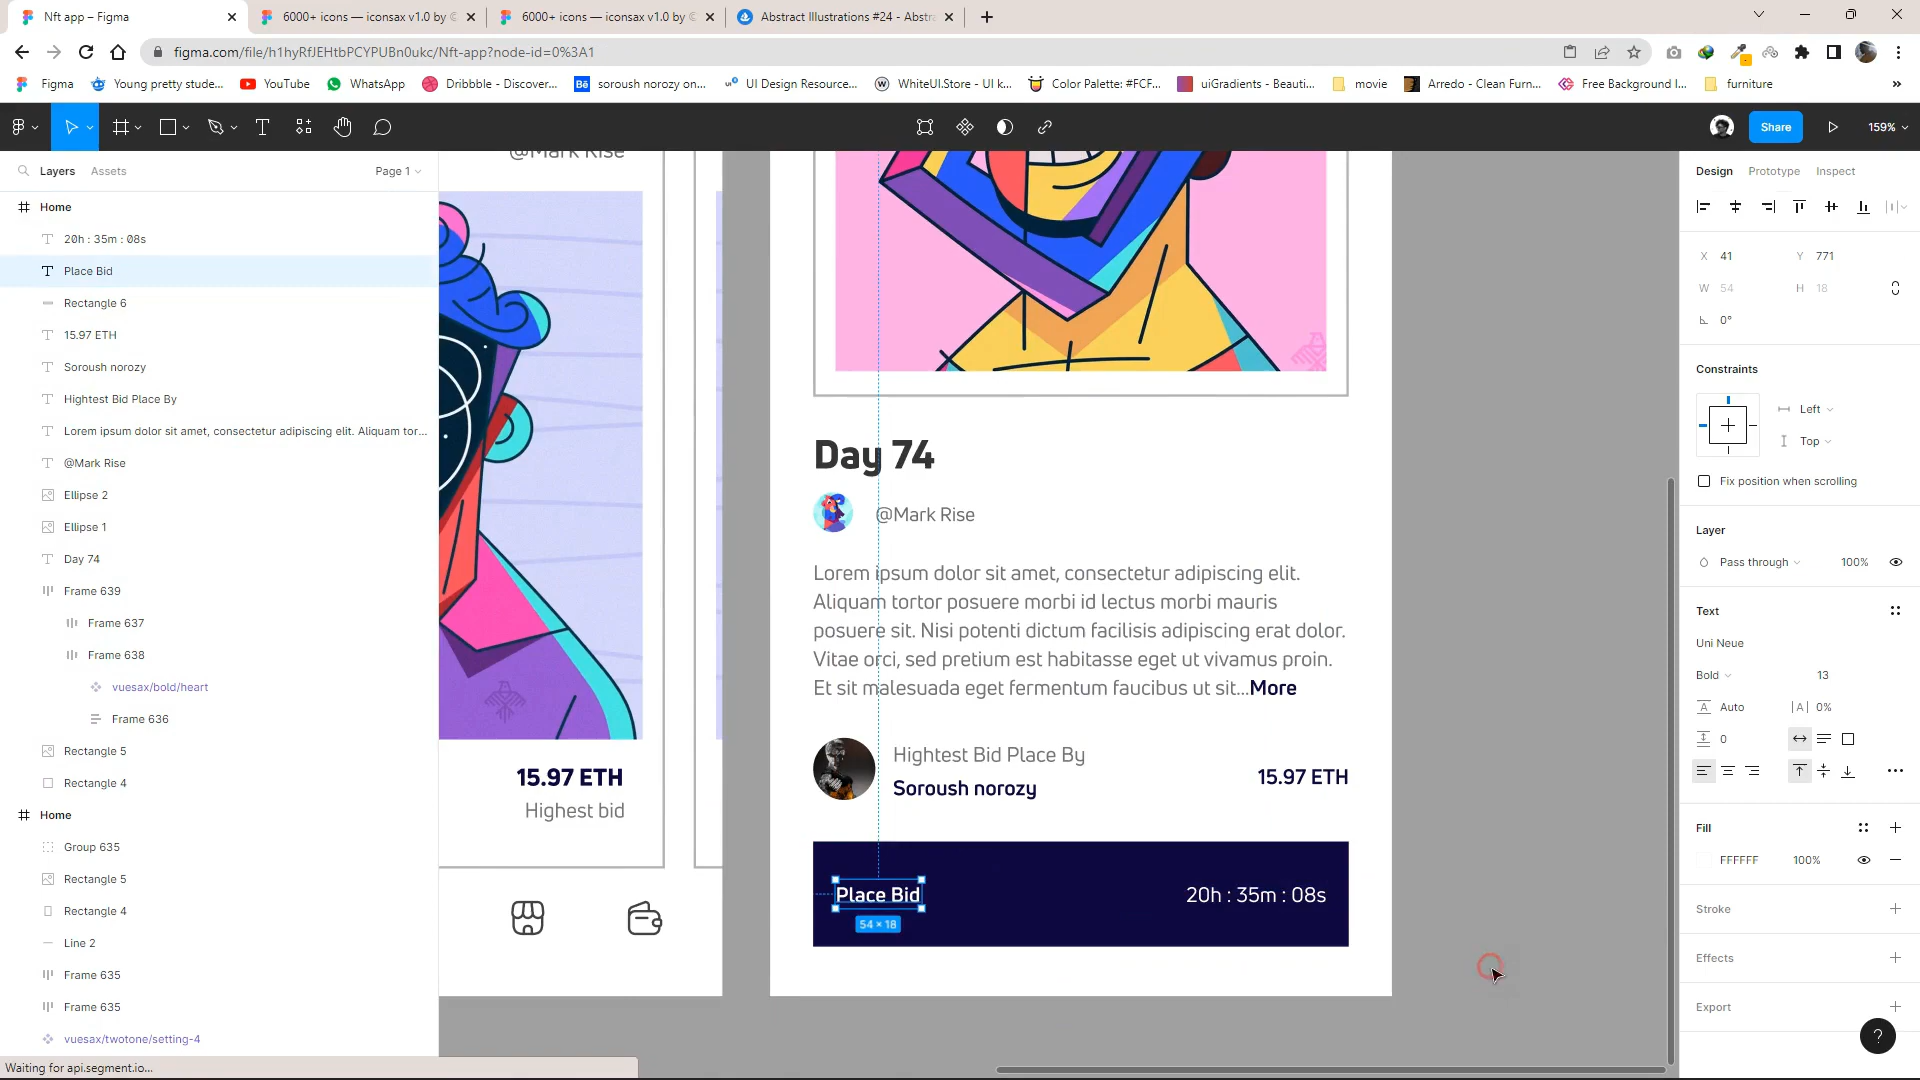 Nft app – Figma
6000+ icons — iconsax v1.0 by
6000+ icons — iconsax v1.0 by
Abstract Illustrations #24 - Abstr
figma.com/file/h1hyRfJEHtbPCYPUBn0ukc/Nft-app?node-id=0%3A1
Figma
Young pretty stude...
YouTube
WhatsApp
Dribbble - Discover...
soroush norozy on...
UI Design Resource...
WhiteUI.Store - UI k...
Color Palette: #FCF...
uiGradients - Beauti...
movie
Arredo - Clean Furn...
Free Background I...
furniture
Share
159%
Layers
Assets
Page 1
Home
20h : 35m : 08s
Place Bid
Rectangle 6
15.97 ETH
Soroush norozy
Hightest Bid Place By
Lorem ipsum dolor sit amet, consectetur adipiscing elit. Aliquam tor...
@Mark Rise
Ellipse 2
Ellipse 1
Day 74
Frame 639
Frame 637
Frame 638
vuesax/bold/heart
Frame 636
Rectangle 5
Rectangle 4
Home
Group 635
Rectangle 5
Rectangle 4
Line 2
Frame 635
Frame 635
vuesax/twotone/setting-4
Waiting for api.segment.io...
@Mark Rise
15.97 ETH
Highest bid
Day 74
@Mark Rise
Lorem ipsum dolor sit amet, consectetur adipiscing elit.
Aliquam tortor posuere morbi id lectus morbi mauris
posuere sit. Nisi potenti dictum facilisis adipiscing erat dolor.
Vitae orci, sed pretium est habitasse eget ut vivamus proin.
Et sit malesuada eget fermentum faucibus ut sit...More
Hightest Bid Place By
Soroush norozy
15.97 ETH
Place Bid
20h : 35m : 08s
54 × 18
Design
Prototype
Inspect
X 41
Y 771
W 54
H 18
0°
Constraints
Left
Top
Fix position when scrolling
Layer
Pass through
100%
Text
Uni Neue
Bold
13
A Auto
|A| 0%
0
Fill
FFFFFF
100%
Stroke
Effects
Export
?